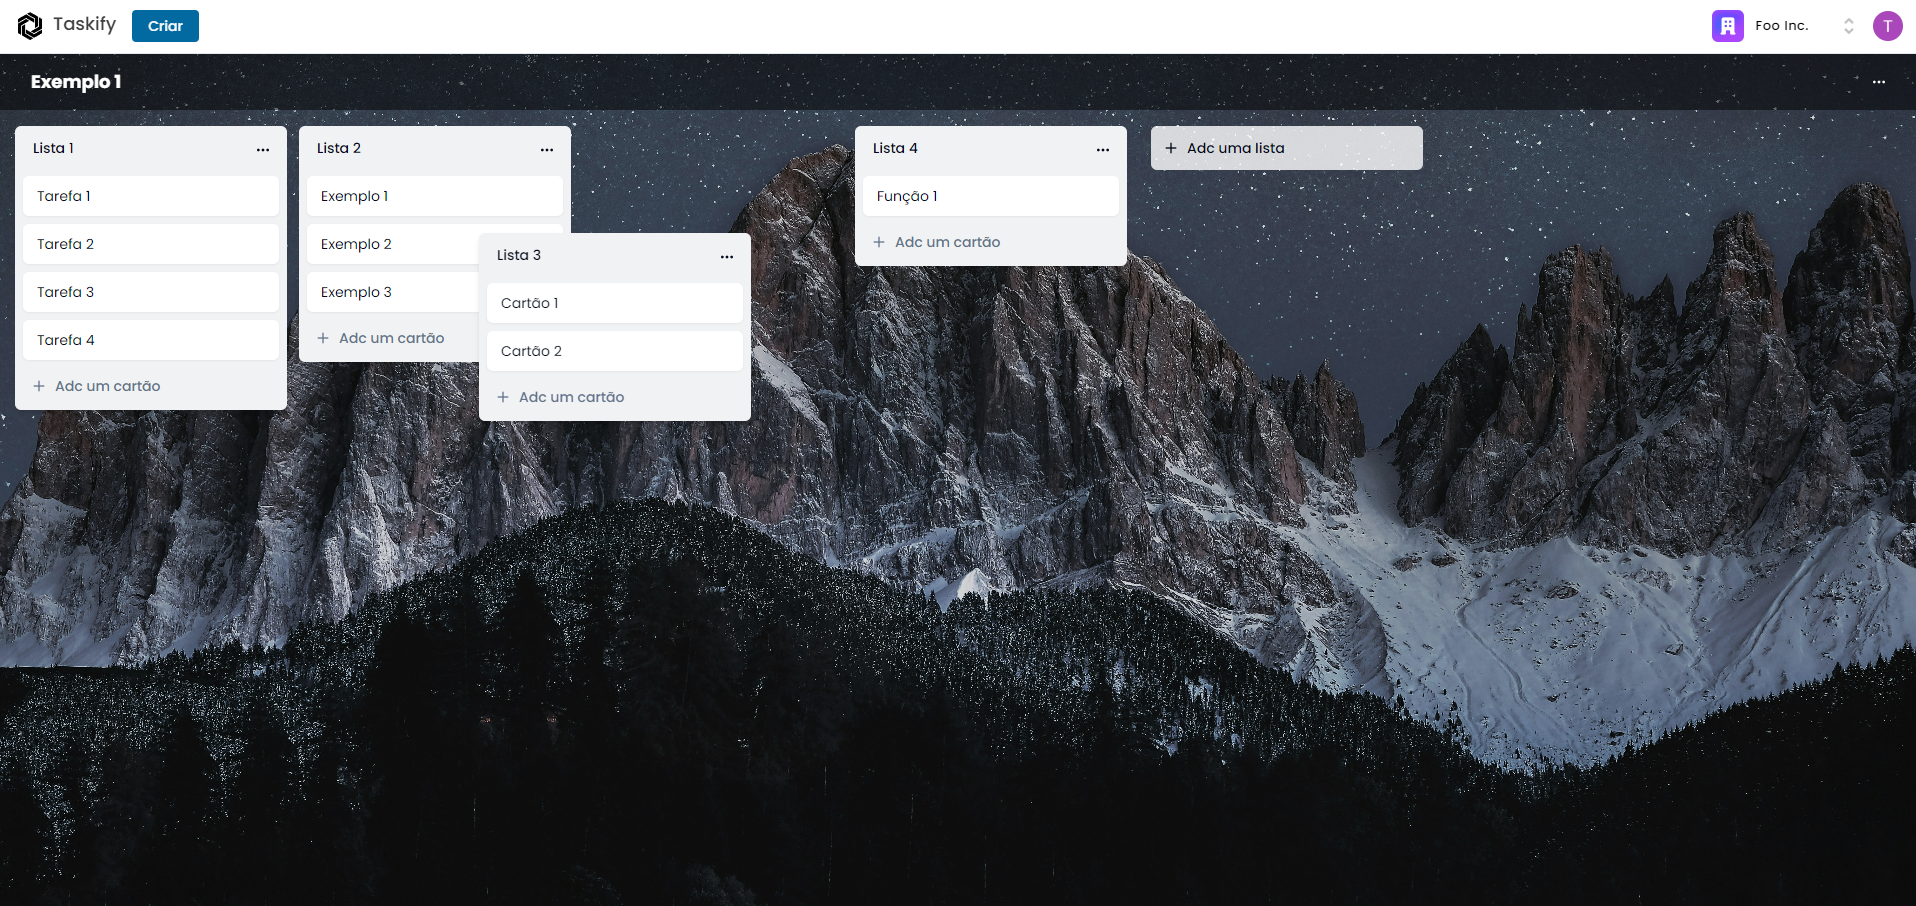 Taskify
Criar
Foo Inc.
T
Exemplo 1
Lista 1
Tarefa 1
Tarefa 2
Tarefa 3
Tarefa 4
+ Adc um cartão
Lista 2
Exemplo 1
Exemplo 2
Exemplo 3
+ Adc um cartão
Lista 3
Cartão 1
Cartão 2
+ Adc um cartão
Lista 4
Função 1
+ Adc um cartão
+ Adc uma lista